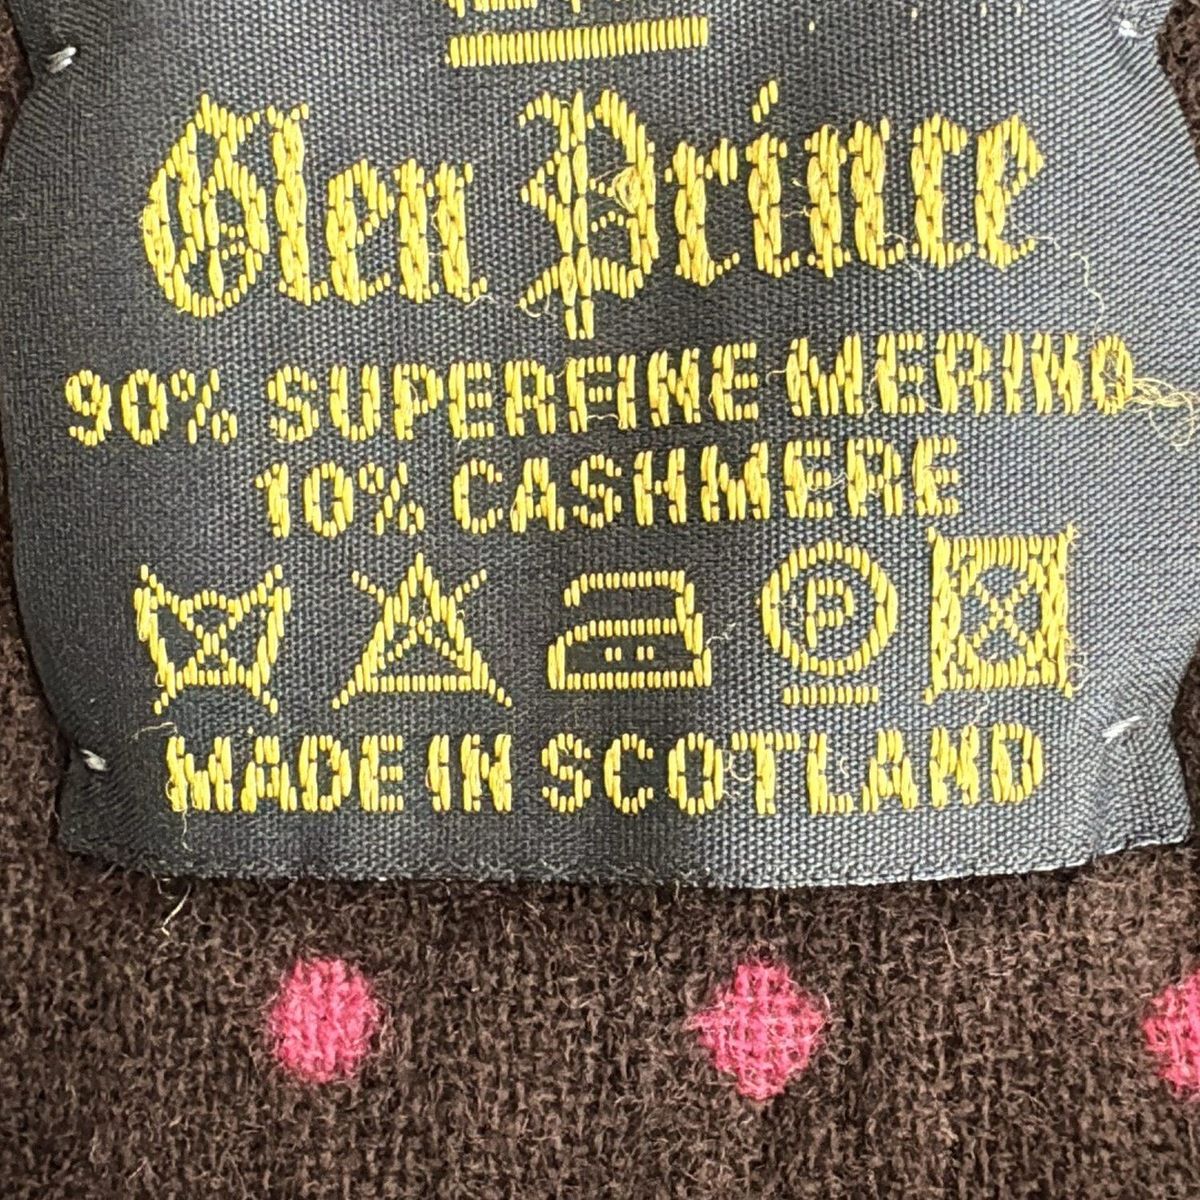 Glen Prince
90% SUPERFINE MERINO
10% CASHMERE
P
MADE IN SCOTLAND